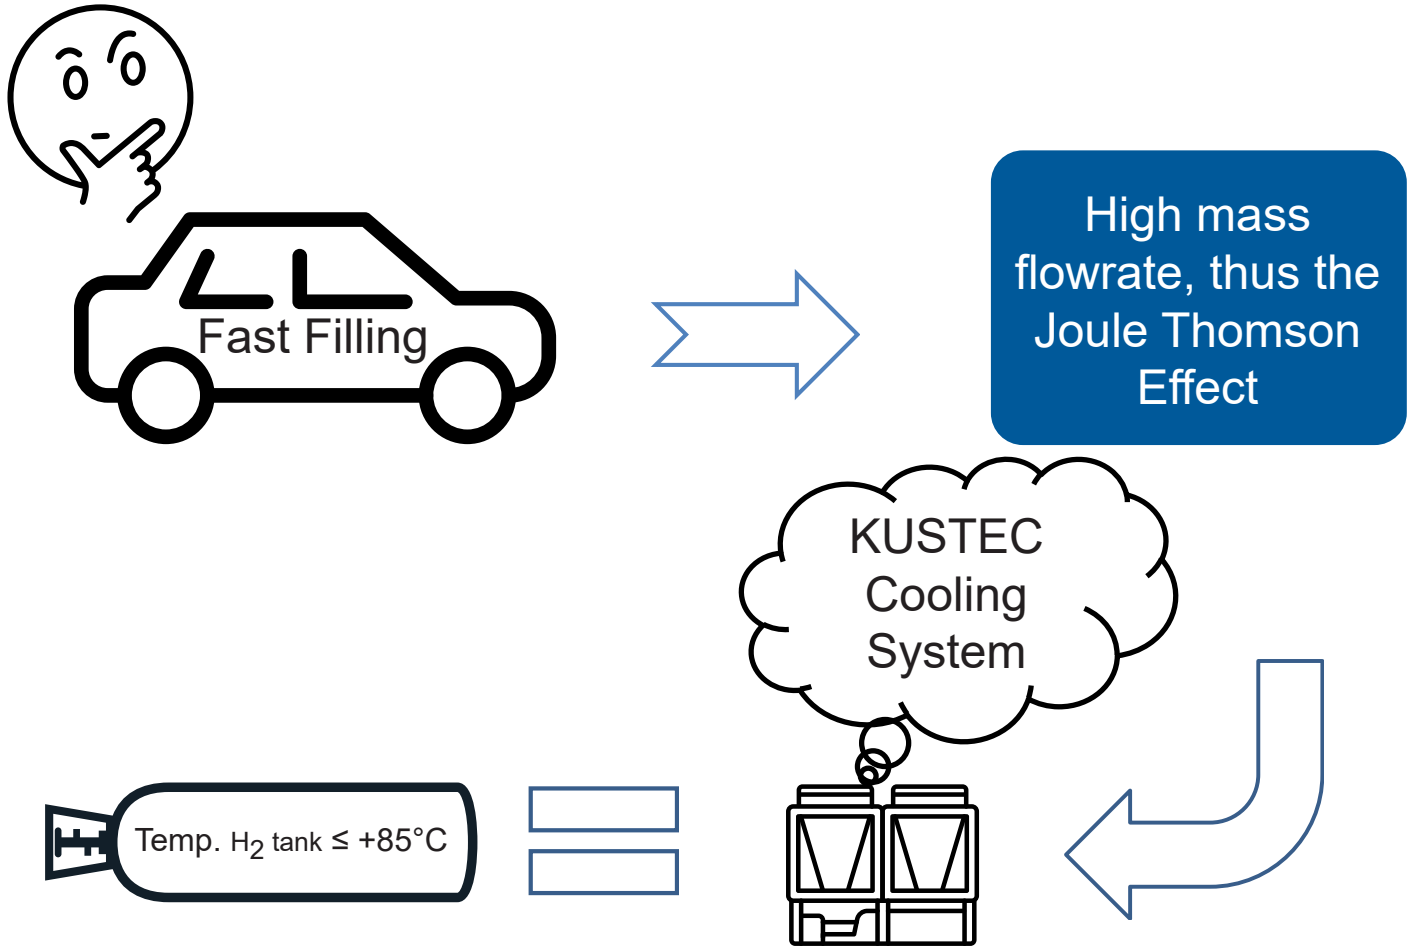 Fast Filling
High mass
flowrate, thus the
Joule Thomson
Effect
KUSTEC
Cooling
System
Temp. H₂ tank ≤ +85°C